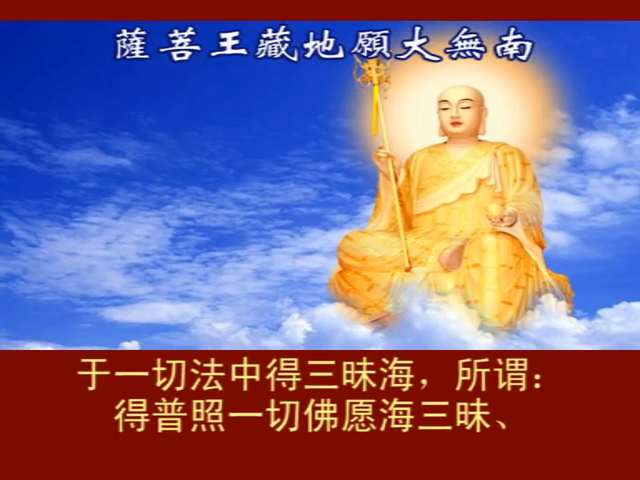 南無大願地藏王菩薩
于一切法中得三昧海，所谓：
得普照一切佛愿海三昧、